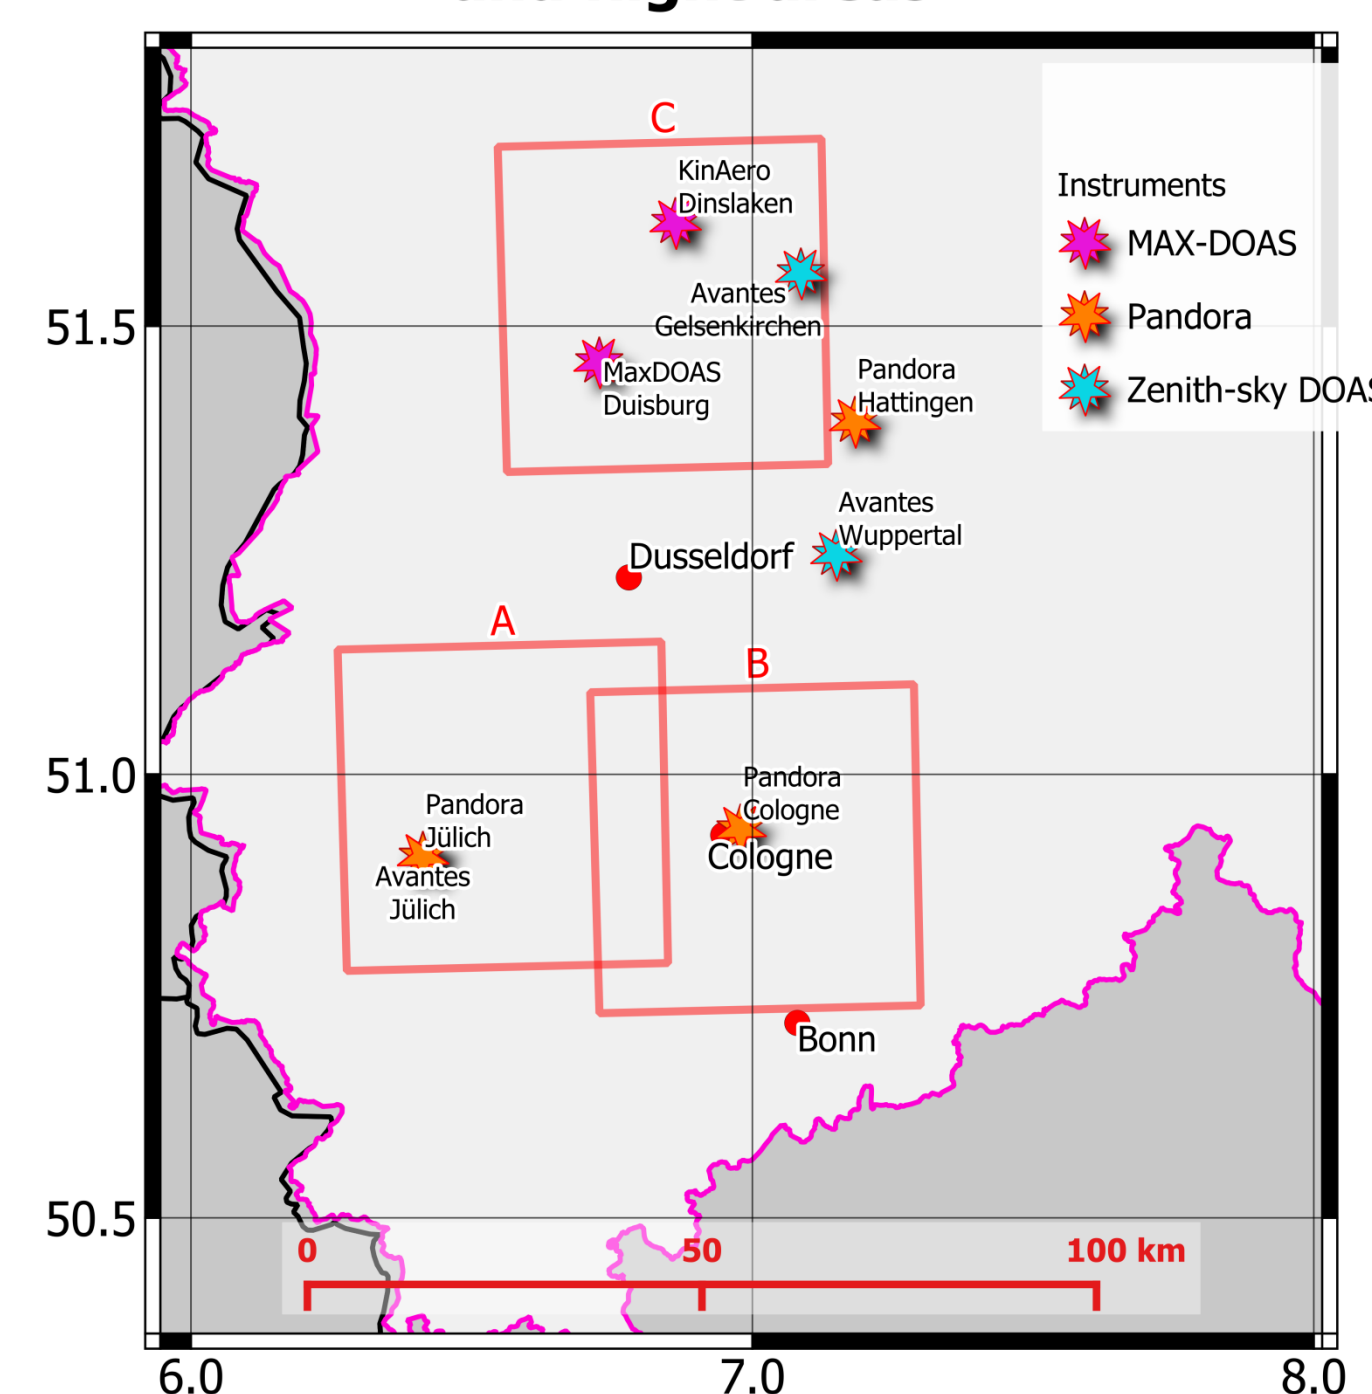 C
KinAero
Dinslaken
Instruments
MAX-DOAS
Avantes
Gelsenkirchen
Pandora
51.5
Zenith-sky DOAS
MaxDOAS
Duisburg
Pandora
Hattingen
Avantes
Wuppertal
Dusseldorf
A
B
51.0
Pandora
Cologne
Pandora
Jülich
Cologne
Avantes
Jülich
Bonn
50.5
0 50 100 km
6.0 7.0 8.0